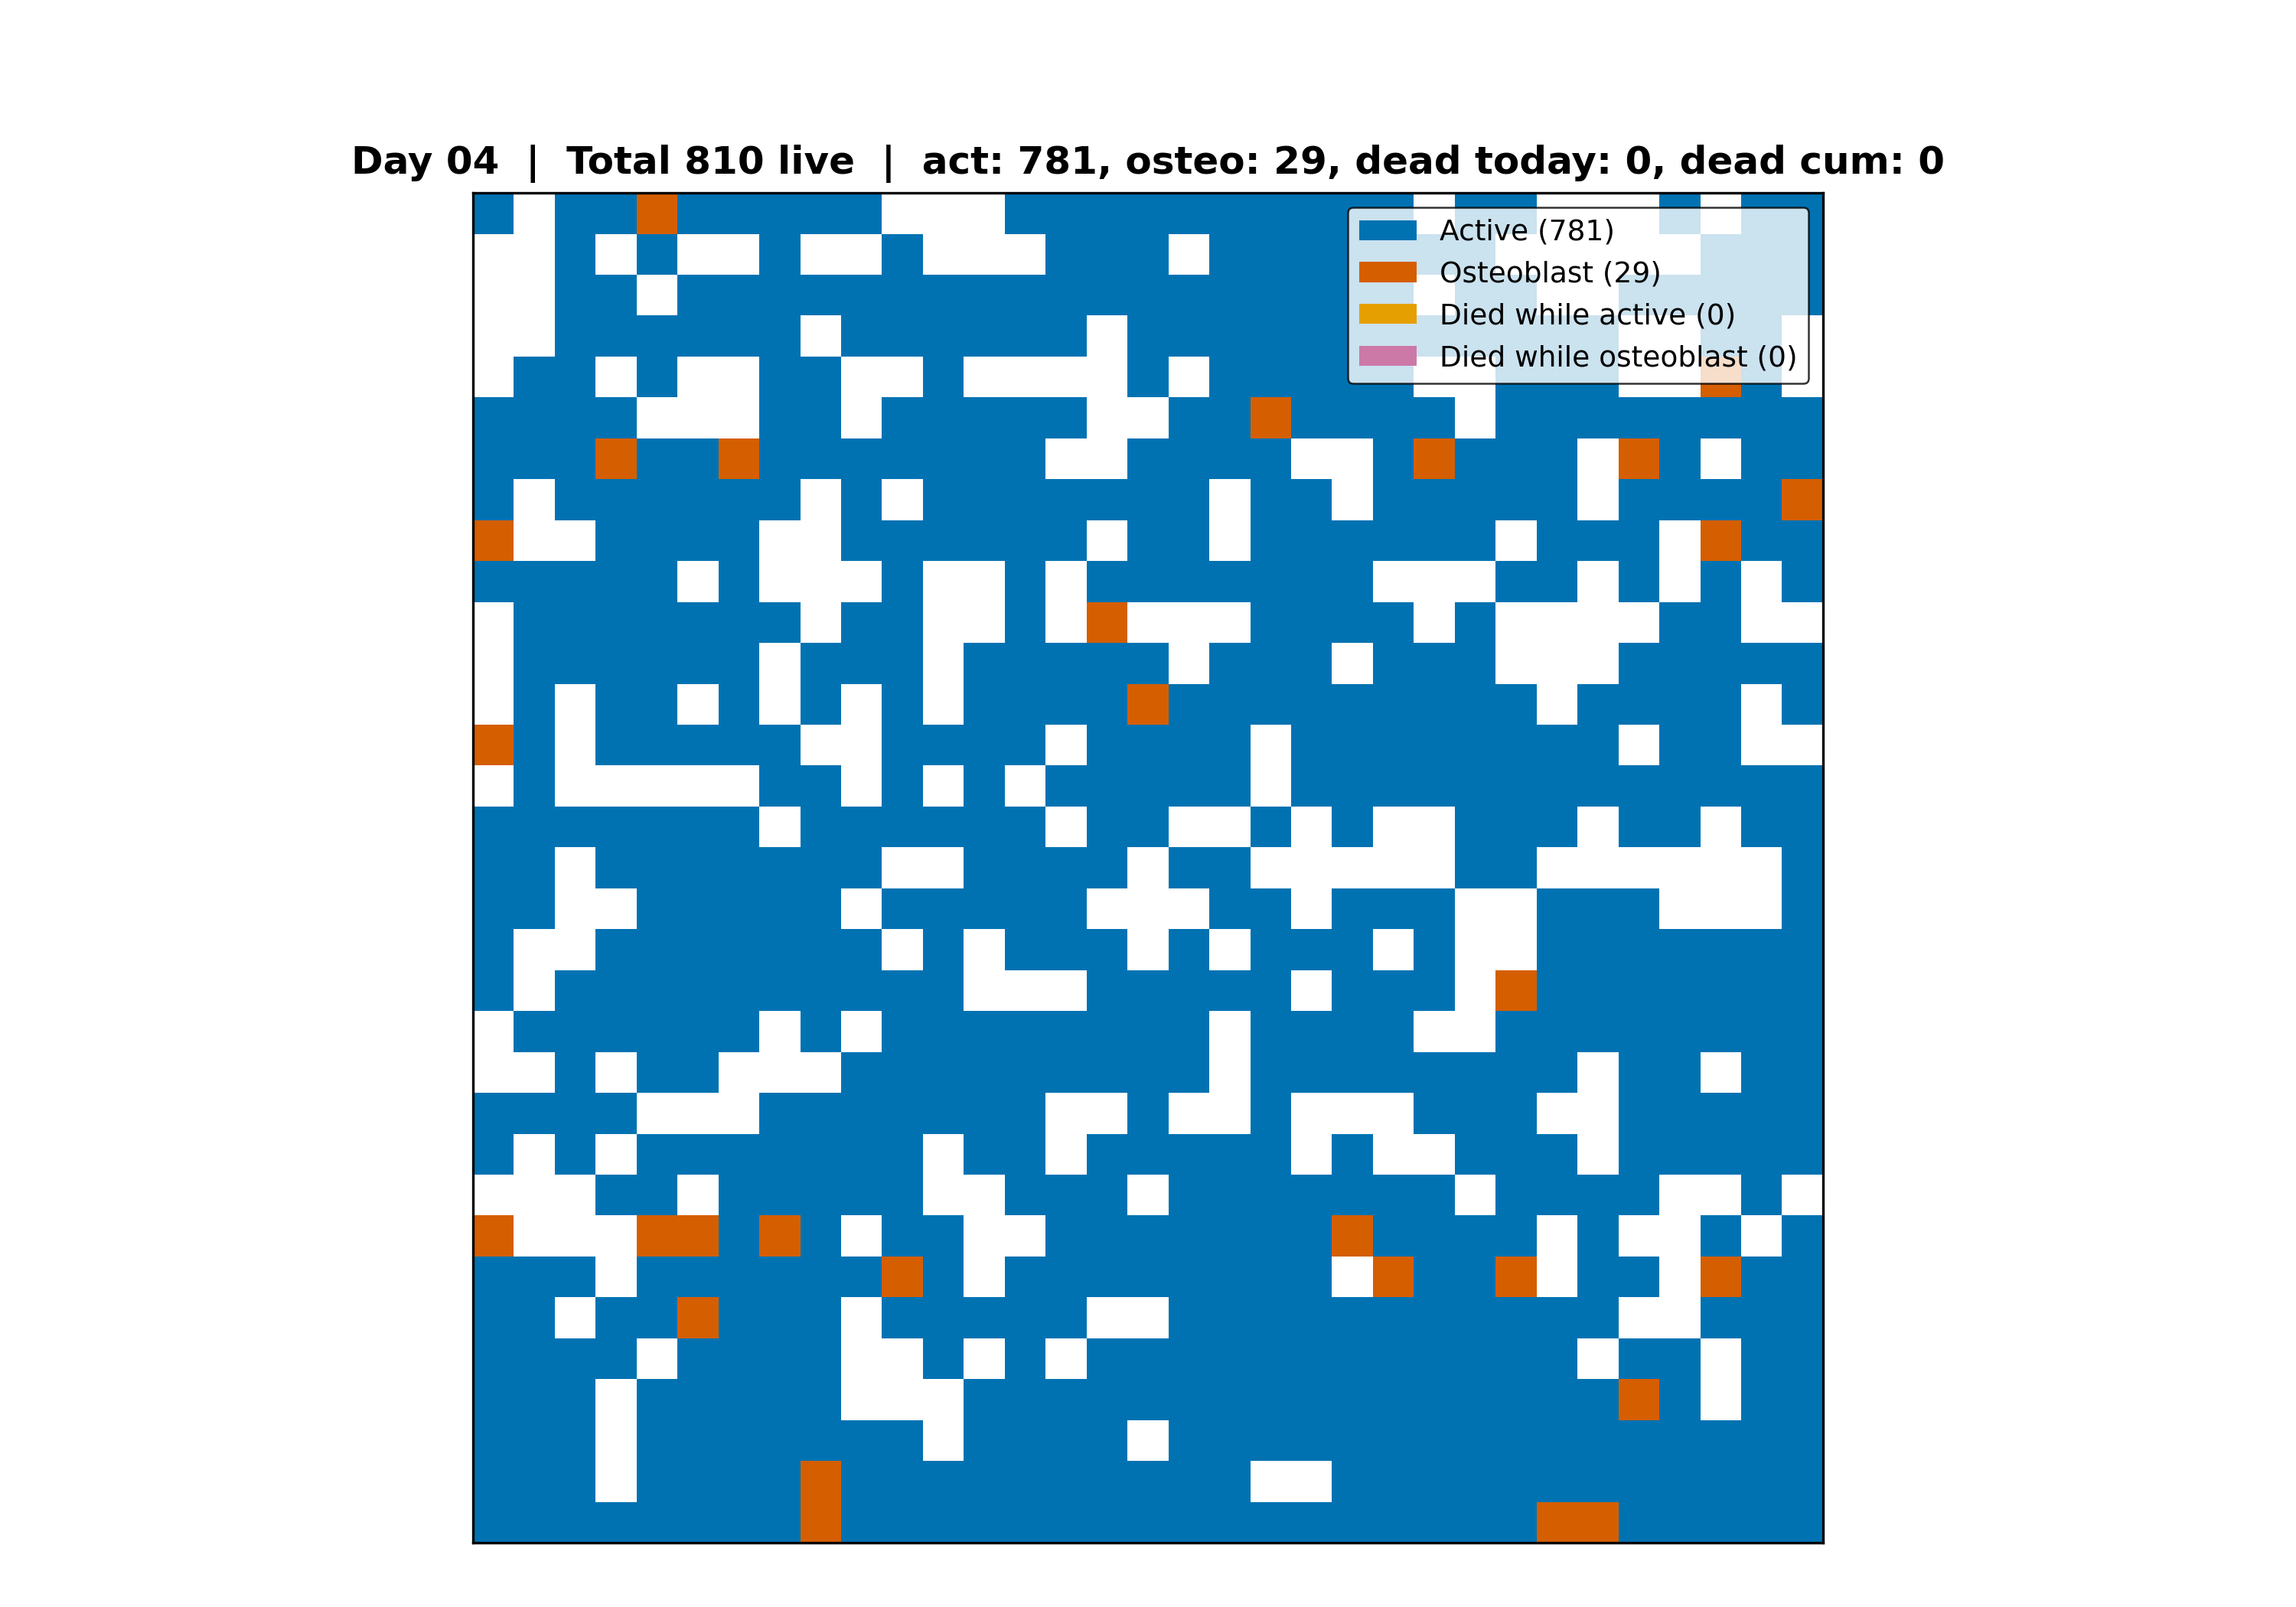 Day 04 | Total 810 live | act: 781, osteo: 29, dead today: 0, dead cum: 0
Active (781)
Osteoblast (29)
Died while active (0)
Died while osteoblast (0)